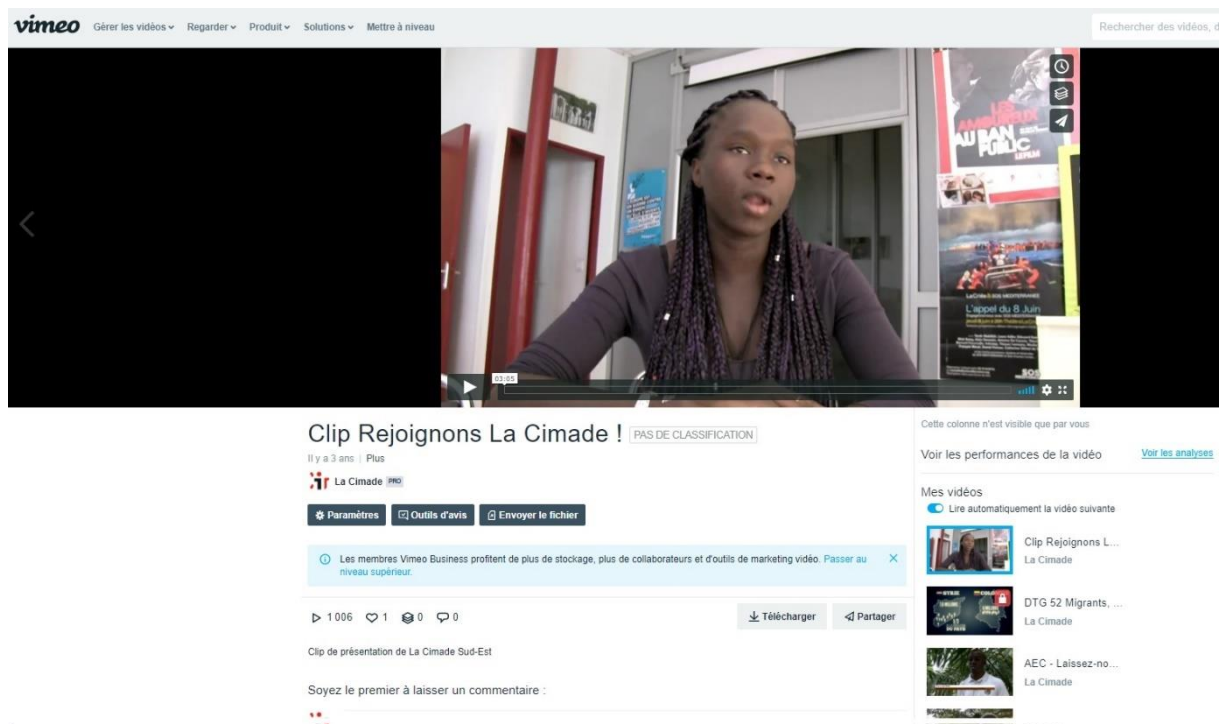 vimeo Gérer les vidéos Regarder Produit Solutions Mettre à niveau Rechercher des vidéos, d
LES
AMOUREUX
AU BAN
PUBLIC
LE FILM
L'appel du 8 Juin
SOS
03:05
Clip Rejoignons La Cimade ! PAS DE CLASSIFICATION
Il y a 3 ans | Plus
La Cimade PRO
Paramètres Outils d'avis Envoyer le fichier
Les membres Vimeo Business profitent de plus de stockage, plus de collaborateurs et d'outils de marketing vidéo. Passer au
niveau supérieur.
1 006 1 0 0 Télécharger Partager
Clip de présentation de La Cimade Sud-Est
Soyez le premier à laisser un commentaire :
Cette colonne n'est visible que par vous
Voir les performances de la vidéo Voir les analyses
Mes vidéos
Lire automatiquement la vidéo suivante
Clip Rejoignons L...
La Cimade
DTG 52 Migrants, ...
La Cimade
AEC - Laissez-no...
La Cimade